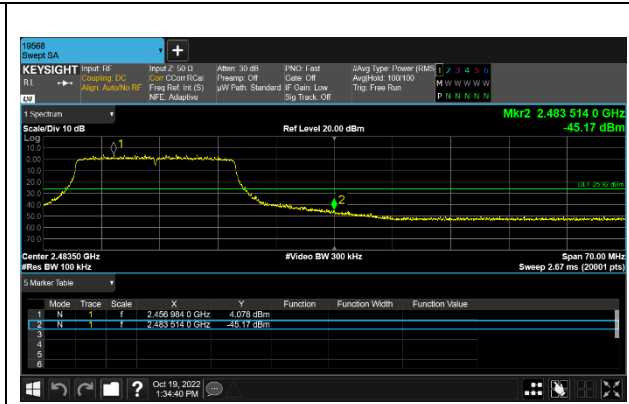 19568
Swept SA
+
KEYSIGHT
RL
LXI
Input: RF
Coupling: DC
Align: Auto/No RF
Input Z: 50 Ω
Corr CCorr RCal
Freq Ref: Int (S)
NFE: Adaptive
Atten: 30 dB
Preamp: Off
µW Path: Standard
PNO: Fast
Gate: Off
IF Gain: Low
Sig Track: Off
#Avg Type: Power (RMS
Avg|Hold: 100/100
Trig: Free Run
1 2 3 4 5 6
M W W W W W
P N N N N N
1 Spectrum
Scale/Div 10 dB
Ref Level 20.00 dBm
Mkr2 2.483 514 0 GHz
-45.17 dBm
Log
10.0
0.00
10.0
20.0
30.0
40.0
50.0
60.0
70.0
1
2
DL1 -25.92 dBm
Center 2.48350 GHz
#Video BW 300 kHz
Span 70.00 MHz
#Res BW 100 kHz
Sweep 2.67 ms (20001 pts)
5 Marker Table
Mode Trace Scale X Y Function Function Width Function Value
1 N 1 f 2.456 984 0 GHz 4.078 dBm
2 N 1 f 2.483 514 0 GHz -45.17 dBm
3
4
5
6
?
Oct 19, 2022
1:34:40 PM